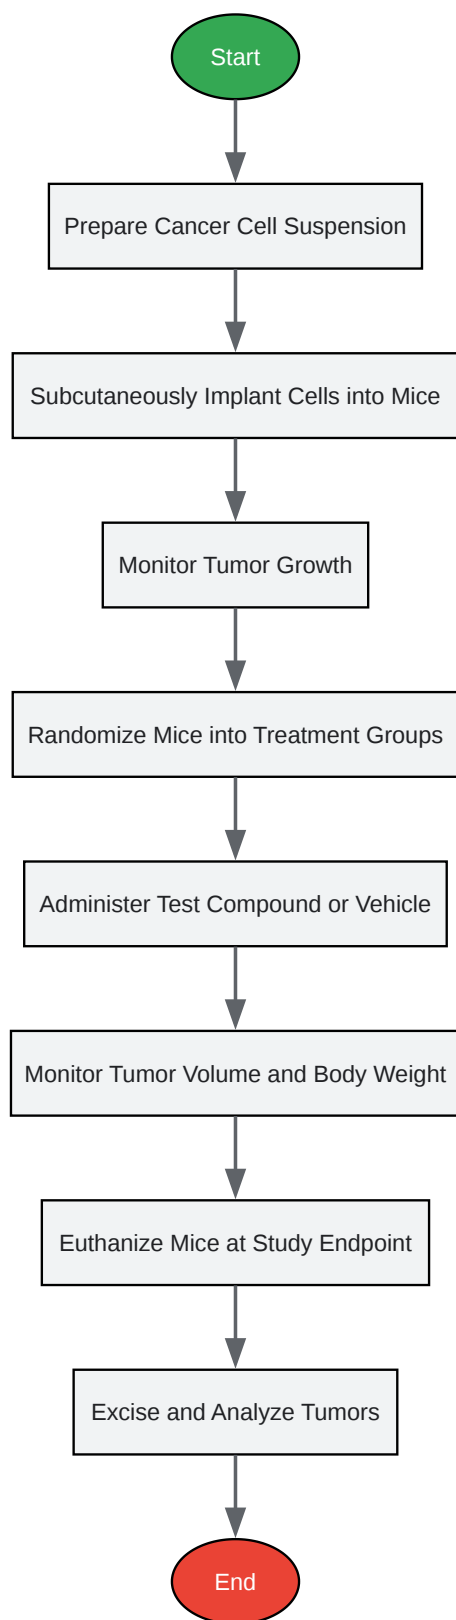 Start
Prepare Cancer Cell Suspension
Subcutaneously Implant Cells into Mice
Monitor Tumor Growth
Randomize Mice into Treatment Groups
Administer Test Compound or Vehicle
Monitor Tumor Volume and Body Weight
Euthanize Mice at Study Endpoint
Excise and Analyze Tumors
End